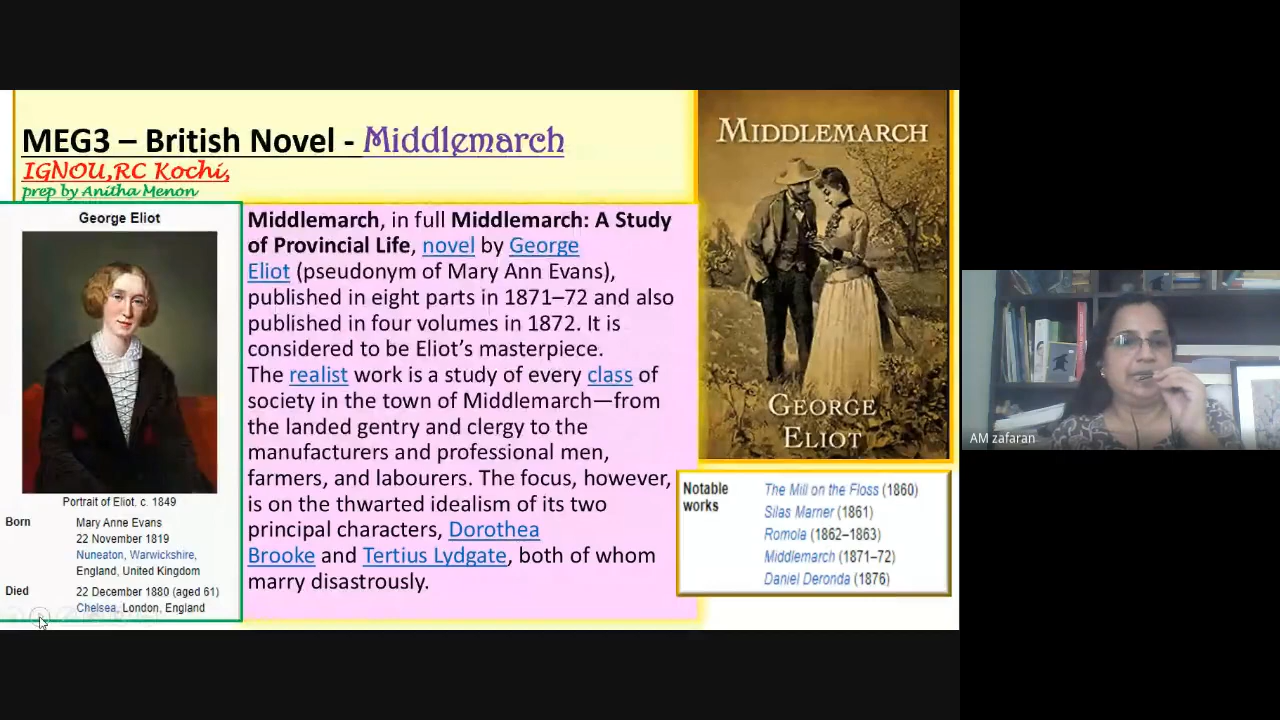 MEG3 – British Novel - Middlemarch
IGNOU,RC Kochi,
prep by Anitha Menon
George Eliot
Portrait of Eliot, c. 1849
Born Mary Anne Evans
22 November 1819
Nuneaton, Warwickshire,
England, United Kingdom
Died 22 December 1880 (aged 61)
Chelsea, London, England
Middlemarch, in full Middlemarch: A Study
of Provincial Life, novel by George
Eliot (pseudonym of Mary Ann Evans),
published in eight parts in 1871–72 and also
published in four volumes in 1872. It is
considered to be Eliot’s masterpiece.
The realist work is a study of every class of
society in the town of Middlemarch—from
the landed gentry and clergy to the
manufacturers and professional men,
farmers, and labourers. The focus, however,
is on the thwarted idealism of its two
principal characters, Dorothea
Brooke and Tertius Lydgate, both of whom
marry disastrously.
MIDDLEMARCH
GEORGE
ELIOT
Notable The Mill on the Floss (1860)
works Silas Marner (1861)
Romola (1862–1863)
Middlemarch (1871–72)
Daniel Deronda (1876)
AM zafaran